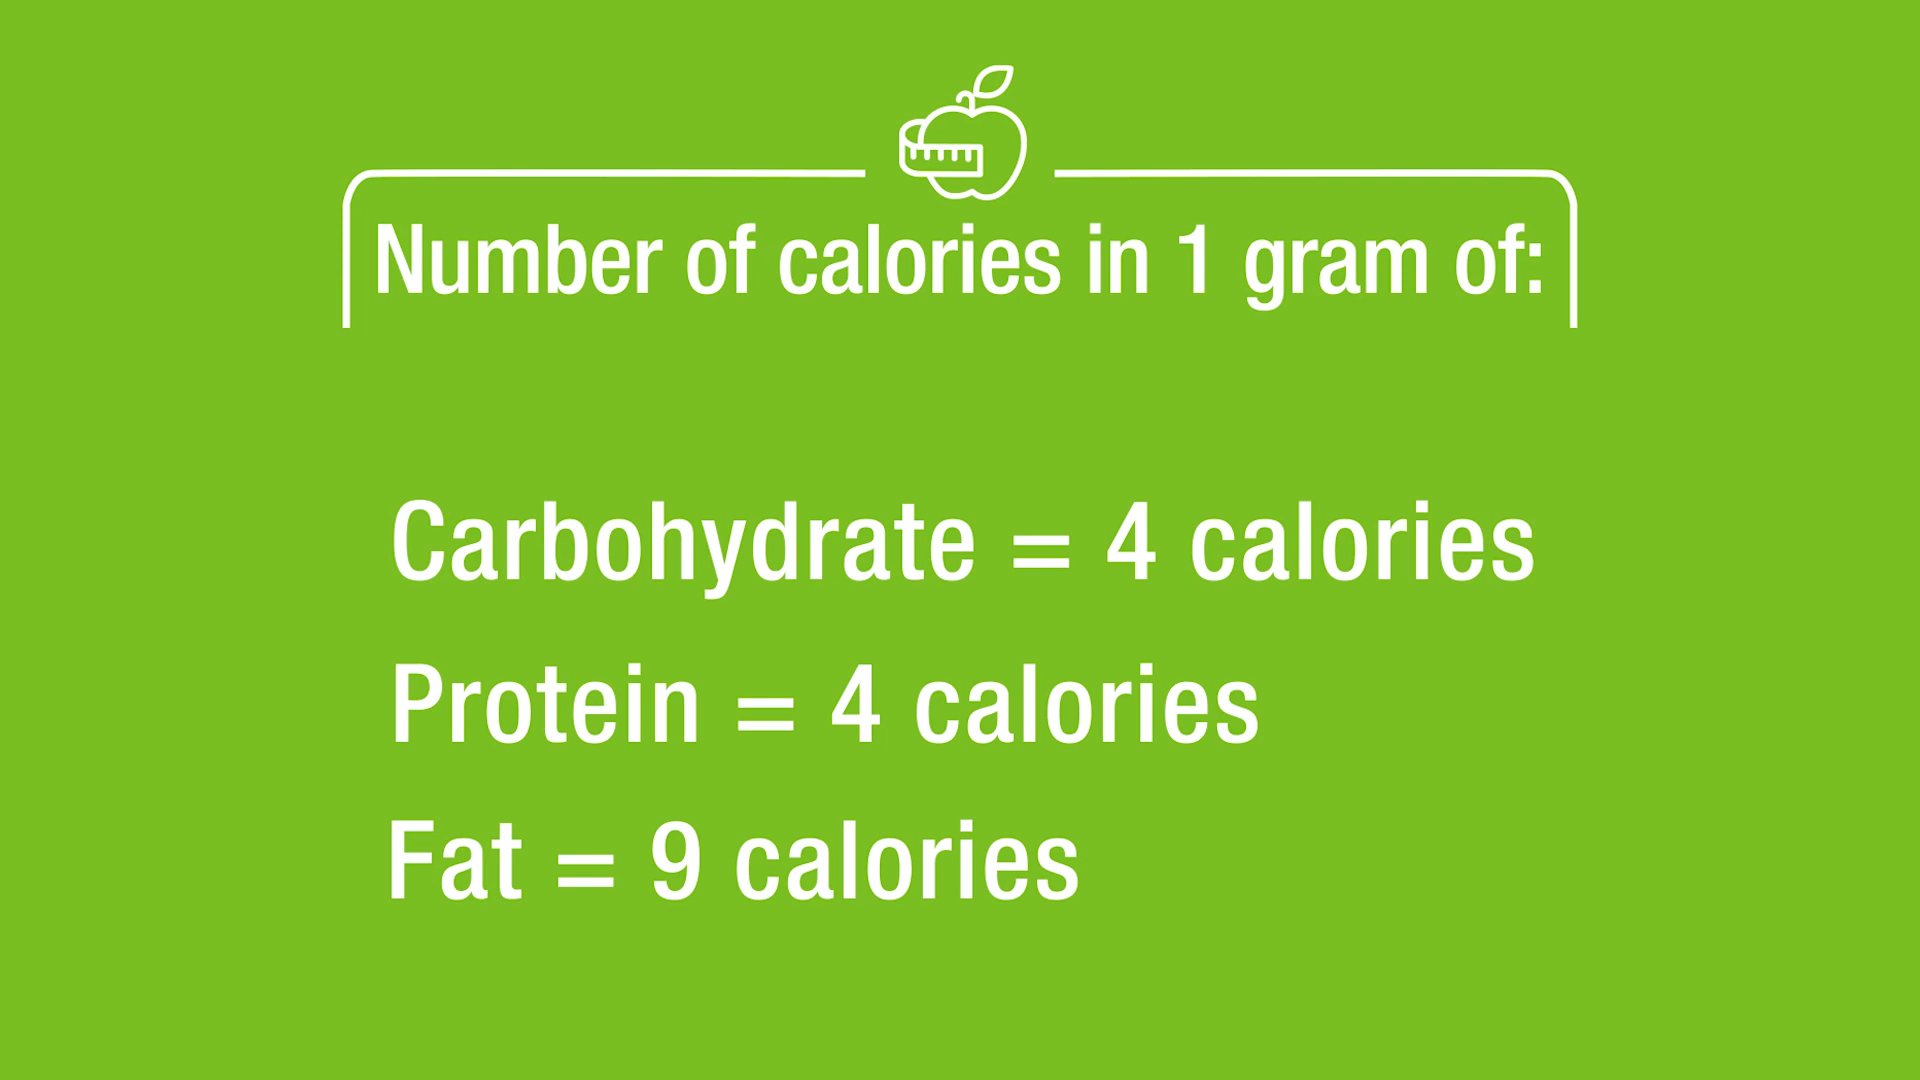 Number of calories in 1 gram of:
Carbohydrate = 4 calories
Protein = 4 calories
Fat = 9 calories